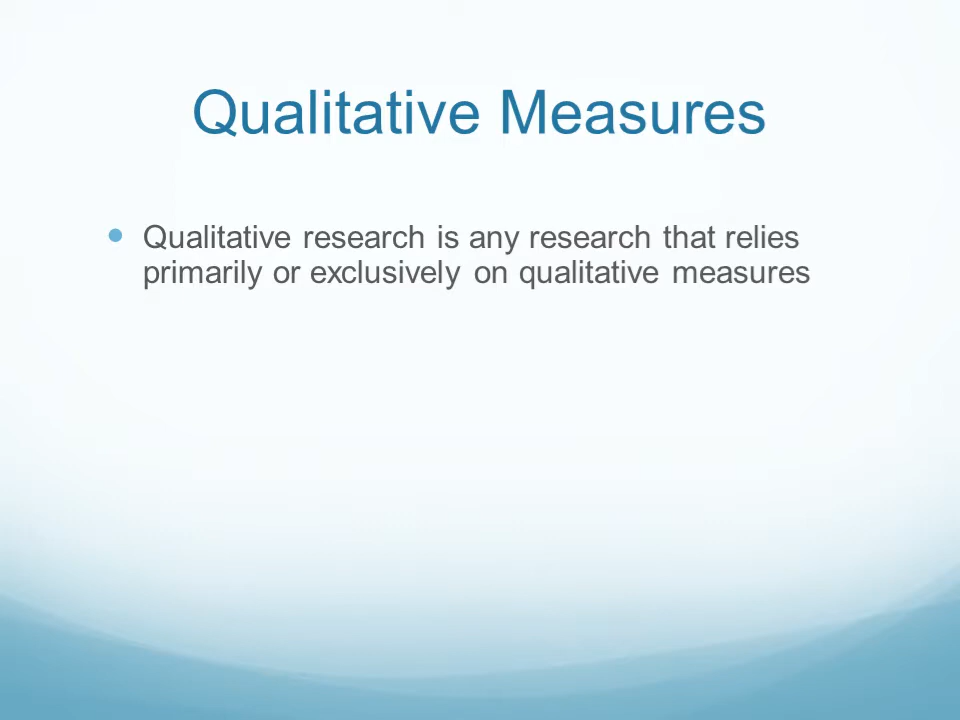 Qualitative Measures
Qualitative research is any research that relies
primarily or exclusively on qualitative measures